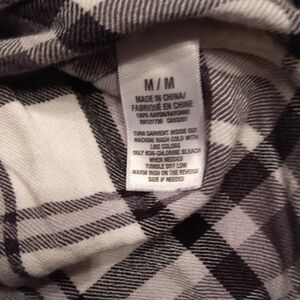 M / M
MADE IN CHINA/
FABRIQUÉ EN CHINE
100% RAYON/RAYONNE
RN121726
TURN GARMENT INSIDE OUT
MACHINE WASH COLD WITH
LIKE COLORS
ONLY NON-CHLORINE BLEACH
WHEN NEEDED
TUMBLE DRY LOW
WARM IRON ON THE REVERSE
SIDE IF NEEDED